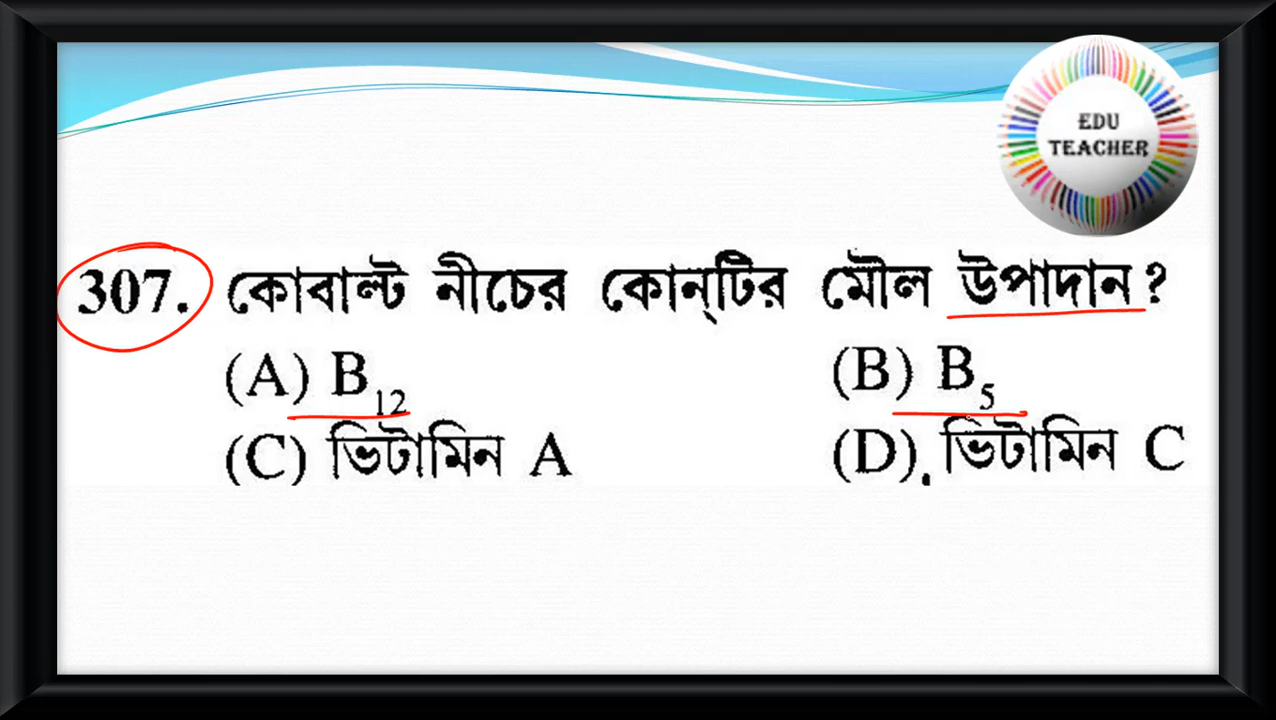 EDU
TEACHER
307. কোবাল্ট নীচের কোন্‌টির মৌল উপাদান ?
(A) B₁₂ (B) B₅
(C) ভিটামিন A (D) ভিটামিন C